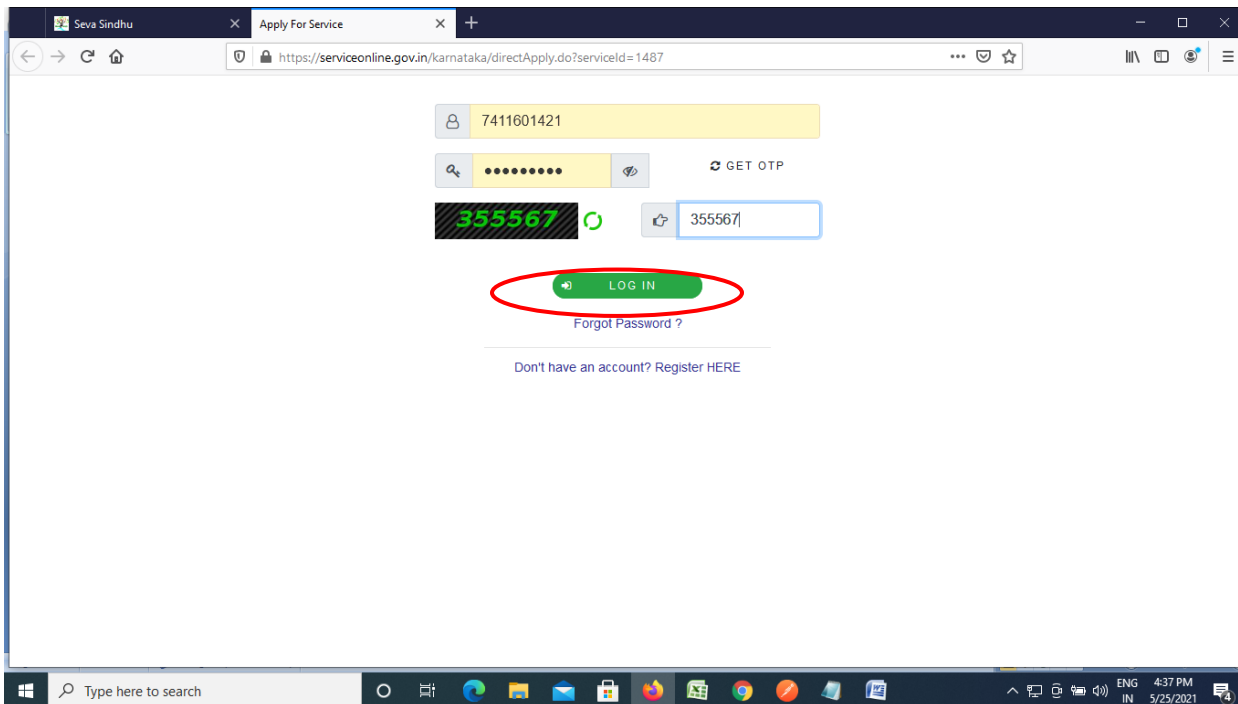 Seva Sindhu
Apply For Service
https://serviceonline.gov.in/karnataka/directApply.do?serviceId=1487
7411601421
GET OTP
355567
355567
LOG IN
Forgot Password ?
Don't have an account? Register HERE
Type here to search
ENG
IN
4:37 PM
5/25/2021
4